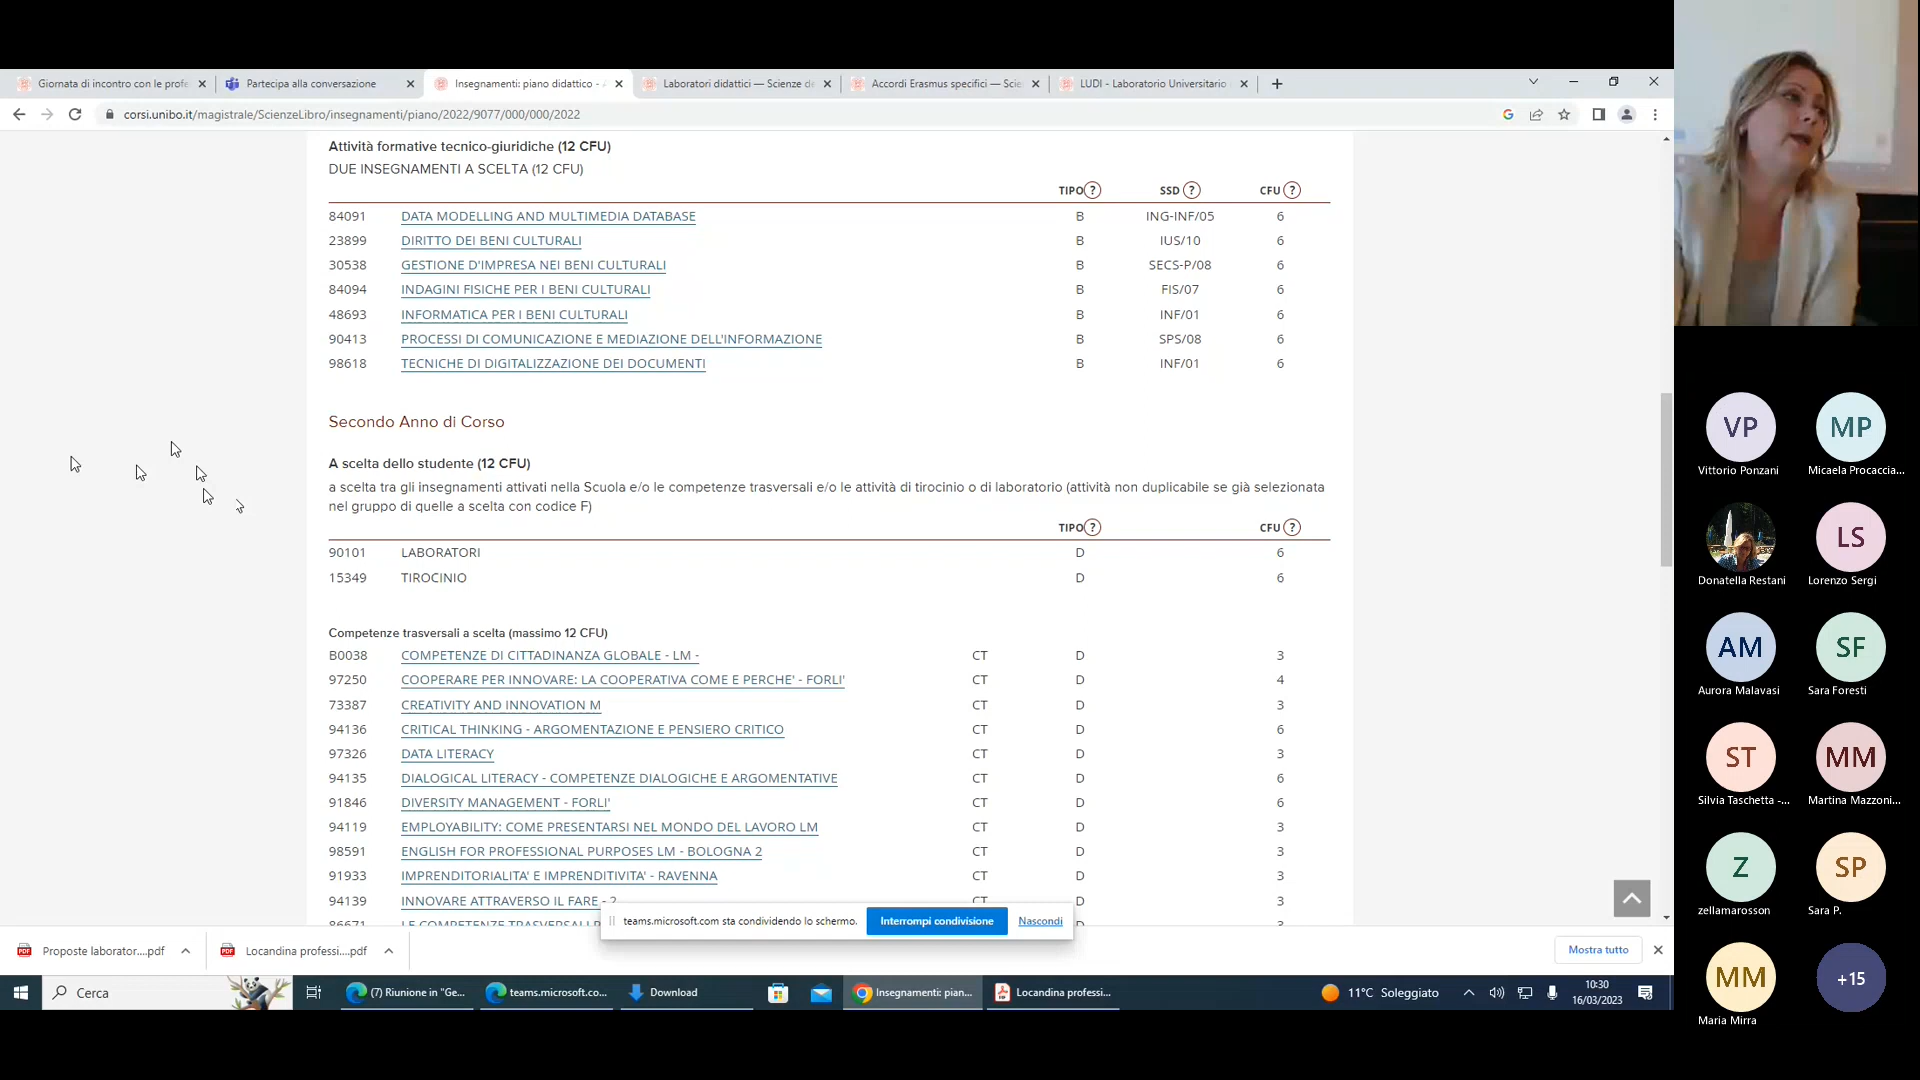 Giornata di incontro con le profe
Partecipa alla conversazione
Insegnamenti: piano didattico - A
Laboratori didattici — Scienze de
Accordi Erasmus specifici — Scie
LUDI - Laboratorio Universitario
corsi.unibo.it/magistrale/ScienzeLibro/insegnamenti/piano/2022/9077/000/000/2022
Attività formative tecnico-giuridiche (12 CFU)
DUE INSEGNAMENTI A SCELTA (12 CFU)
TIPO ? SSD ? CFU ?
84091 DATA MODELLING AND MULTIMEDIA DATABASE B ING-INF/05 6
23899 DIRITTO DEI BENI CULTURALI B IUS/10 6
30538 GESTIONE D'IMPRESA NEI BENI CULTURALI B SECS-P/08 6
84094 INDAGINI FISICHE PER I BENI CULTURALI B FIS/07 6
48693 INFORMATICA PER I BENI CULTURALI B INF/01 6
90413 PROCESSI DI COMUNICAZIONE E MEDIAZIONE DELL'INFORMAZIONE B SPS/08 6
98618 TECNICHE DI DIGITALIZZAZIONE DEI DOCUMENTI B INF/01 6
Secondo Anno di Corso
A scelta dello studente (12 CFU)
a scelta tra gli insegnamenti attivati nella Scuola e/o le competenze trasversali e/o le attività di tirocinio o di laboratorio (attività non duplicabile se già selezionata
nel gruppo di quelle a scelta con codice F)
TIPO ? CFU ?
90101 LABORATORI D 6
15349 TIROCINIO D 6
Competenze trasversali a scelta (massimo 12 CFU)
B0038 COMPETENZE DI CITTADINANZA GLOBALE - LM - CT D 3
97250 COOPERARE PER INNOVARE: LA COOPERATIVA COME E PERCHE' - FORLI' CT D 4
73387 CREATIVITY AND INNOVATION M CT D 3
94136 CRITICAL THINKING - ARGOMENTAZIONE E PENSIERO CRITICO CT D 6
97326 DATA LITERACY CT D 3
94135 DIALOGICAL LITERACY - COMPETENZE DIALOGICHE E ARGOMENTATIVE CT D 6
91846 DIVERSITY MANAGEMENT - FORLI' CT D 6
94119 EMPLOYABILITY: COME PRESENTARSI NEL MONDO DEL LAVORO LM CT D 3
98591 ENGLISH FOR PROFESSIONAL PURPOSES LM - BOLOGNA 2 CT D 3
91933 IMPRENDITORIALITA' E IMPRENDITIVITA' - RAVENNA CT D 3
94139 INNOVARE ATTRAVERSO IL FARE - 2 CT D 3
teams.microsoft.com sta condividendo lo schermo. Interrompi condivisione Nascondi
Proposte laborator....pdf
Locandina professi....pdf
Mostra tutto
Cerca
(7) Riunione in "Ge...
teams.microsoft.co...
Download
Insegnamenti: pian...
Locandina professi...
11°C Soleggiato
10:30
16/03/2023
VP MP
Vittorio Ponzani Micaela Procaccia...
LS
Donatella Restani Lorenzo Sergi
AM SF
Aurora Malavasi Sara Foresti
ST MM
Silvia Taschetta -... Martina Mazzoni...
Z SP
zellamarosson Sara P.
MM +15
Maria Mirra